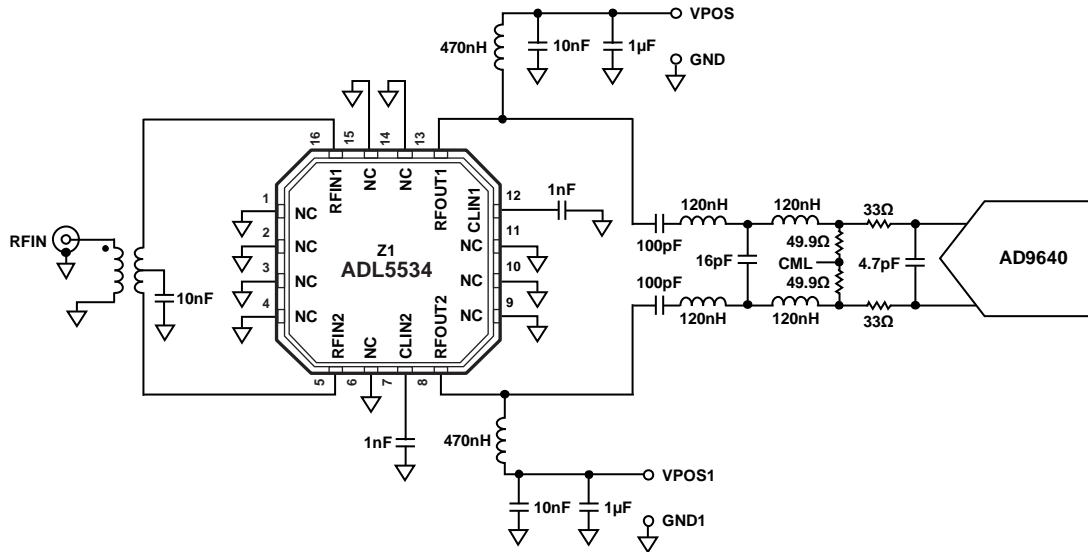 VPOS
470nH
10nF
1µF
GND
16
15
14
13
RFIN1
NC
NC
RFOUT1
1
NC
2
NC
3
NC
4
NC
12
CLIN1
1nF
11
NC
10
NC
9
NC
Z1
ADL5534
RFIN
10nF
RFIN2
NC
CLIN2
RFOUT2
5
6
7
8
1nF
100pF
120nH
120nH
33Ω
16pF
49.9Ω
CML
49.9Ω
4.7pF
AD9640
100pF
120nH
120nH
33Ω
470nH
VPOS1
10nF
1µF
GND1